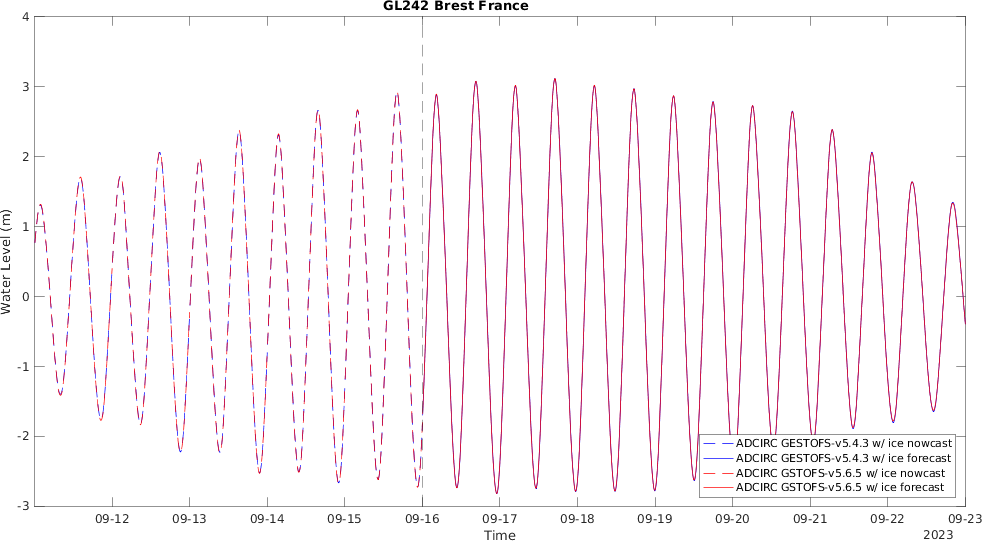 GL242 Brest France
4
3
2
1
0
-1
-2
-3
Water Level (m)
ADCIRC GESTOFS-v5.4.3 w/ ice nowcast
ADCIRC GESTOFS-v5.4.3 w/ ice forecast
ADCIRC GSTOFS-v5.6.5 w/ ice nowcast
ADCIRC GSTOFS-v5.6.5 w/ ice forecast
09-12 09-13 09-14 09-15 09-16 09-17 09-18 09-19 09-20 09-21 09-22 09-23
Time
2023